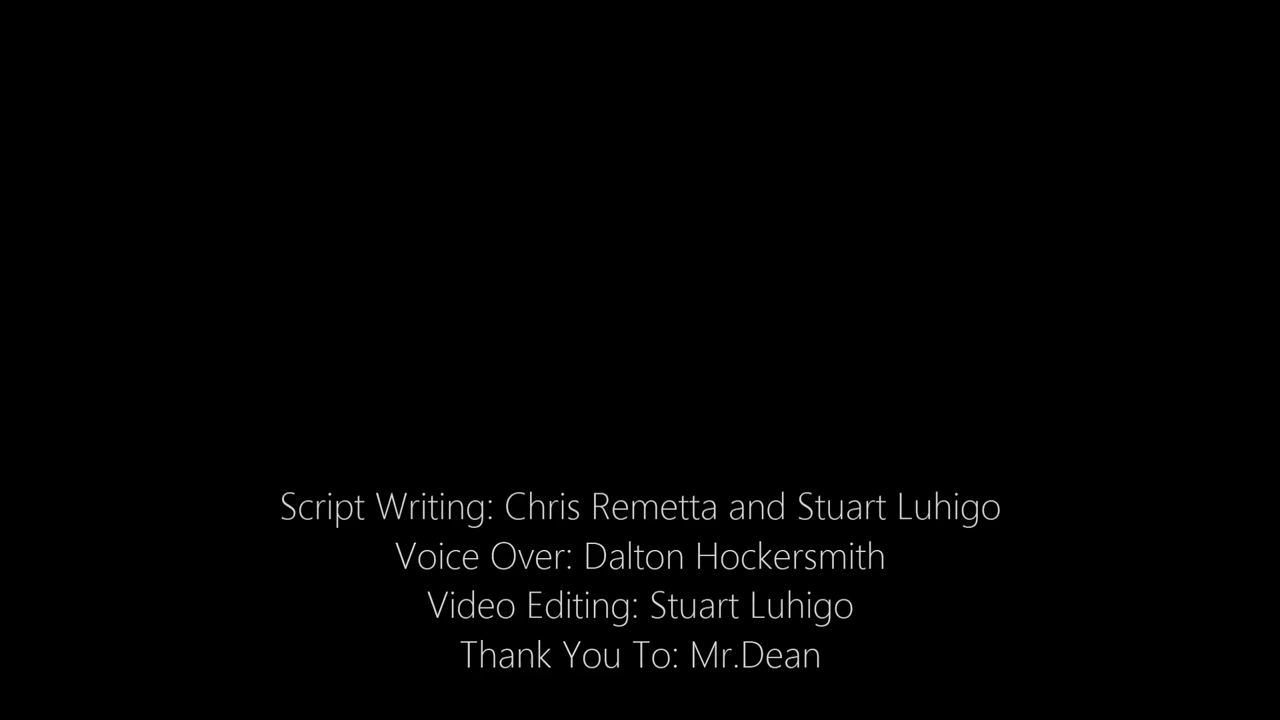 Script Writing: Chris Remetta and Stuart Luhigo
Voice Over: Dalton Hockersmith
Video Editing: Stuart Luhigo
Thank You To: Mr.Dean